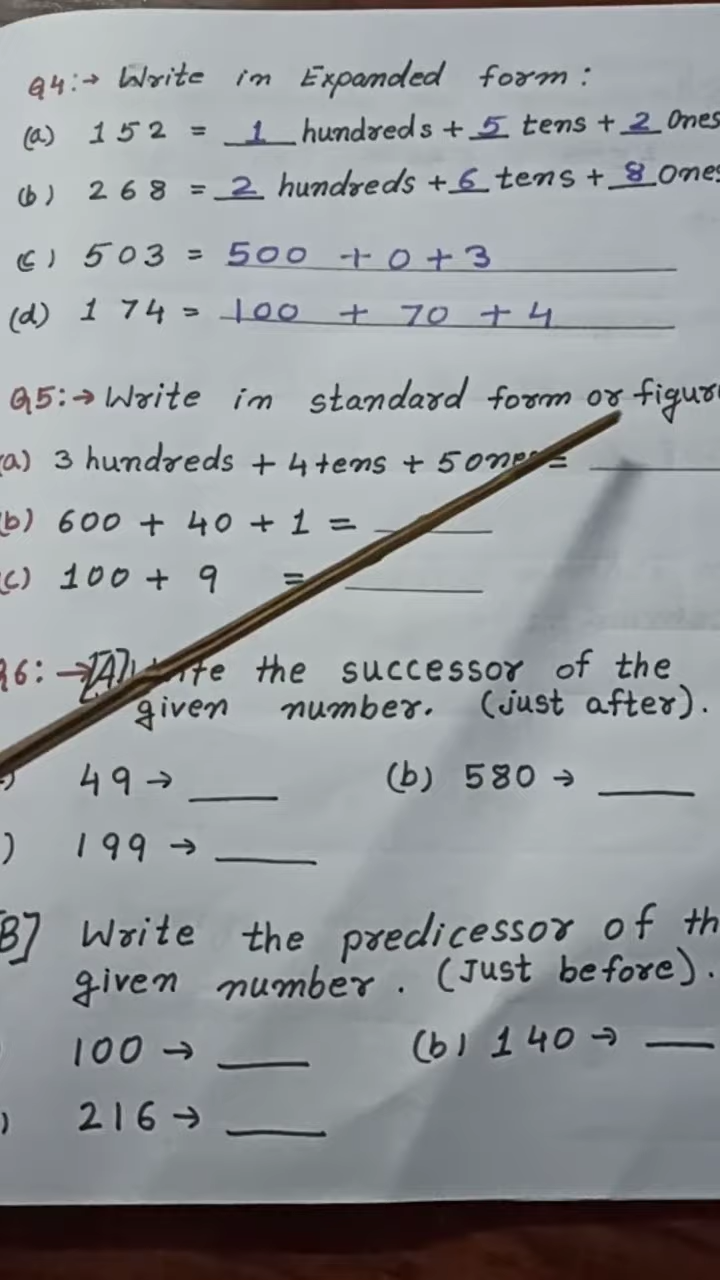 Q4:→ Write in Expanded form:
(a) 152 = 1 hundreds + 5 tens + 2 Ones
(b) 268 = 2 hundreds + 6 tens + 8 Ones
(c) 503 = 500 + 0 + 3
(d) 174 = 100 + 70 + 4
Q5:→ Write in standard form or figur
a) 3 hundreds + 4 tens + 5 ones =
b) 600 + 40 + 1 =
c) 100 + 9 =
Q6:→ [A] Write the successor of the
given number. (just after).
) 49 → (b) 580 →
) 199 →
B] Write the predicessor of th
given number. (Just before).
100 → (b) 140 →
) 216 →